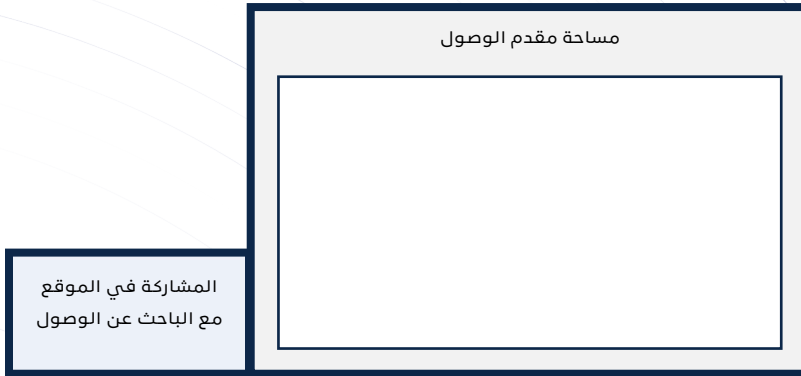 مساحة مقدم الوصول
المشاركة في الموقع
مع الباحث عن الوصول